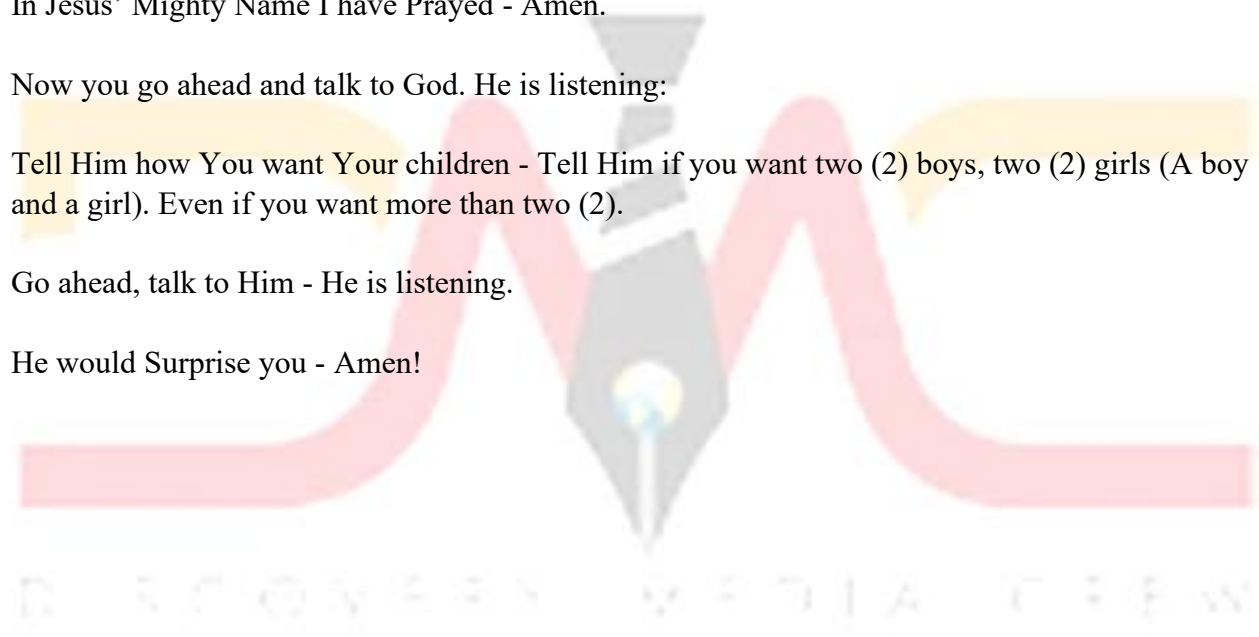 In Jesus’ Mighty Name I have Prayed - Amen.
Now you go ahead and talk to God. He is listening:
Tell Him how You want Your children - Tell Him if you want two (2) boys, two (2) girls (A boy
and a girl). Even if you want more than two (2).
Go ahead, talk to Him - He is listening.
He would Surprise you - Amen!
DISCOVERY MEDIA CREW